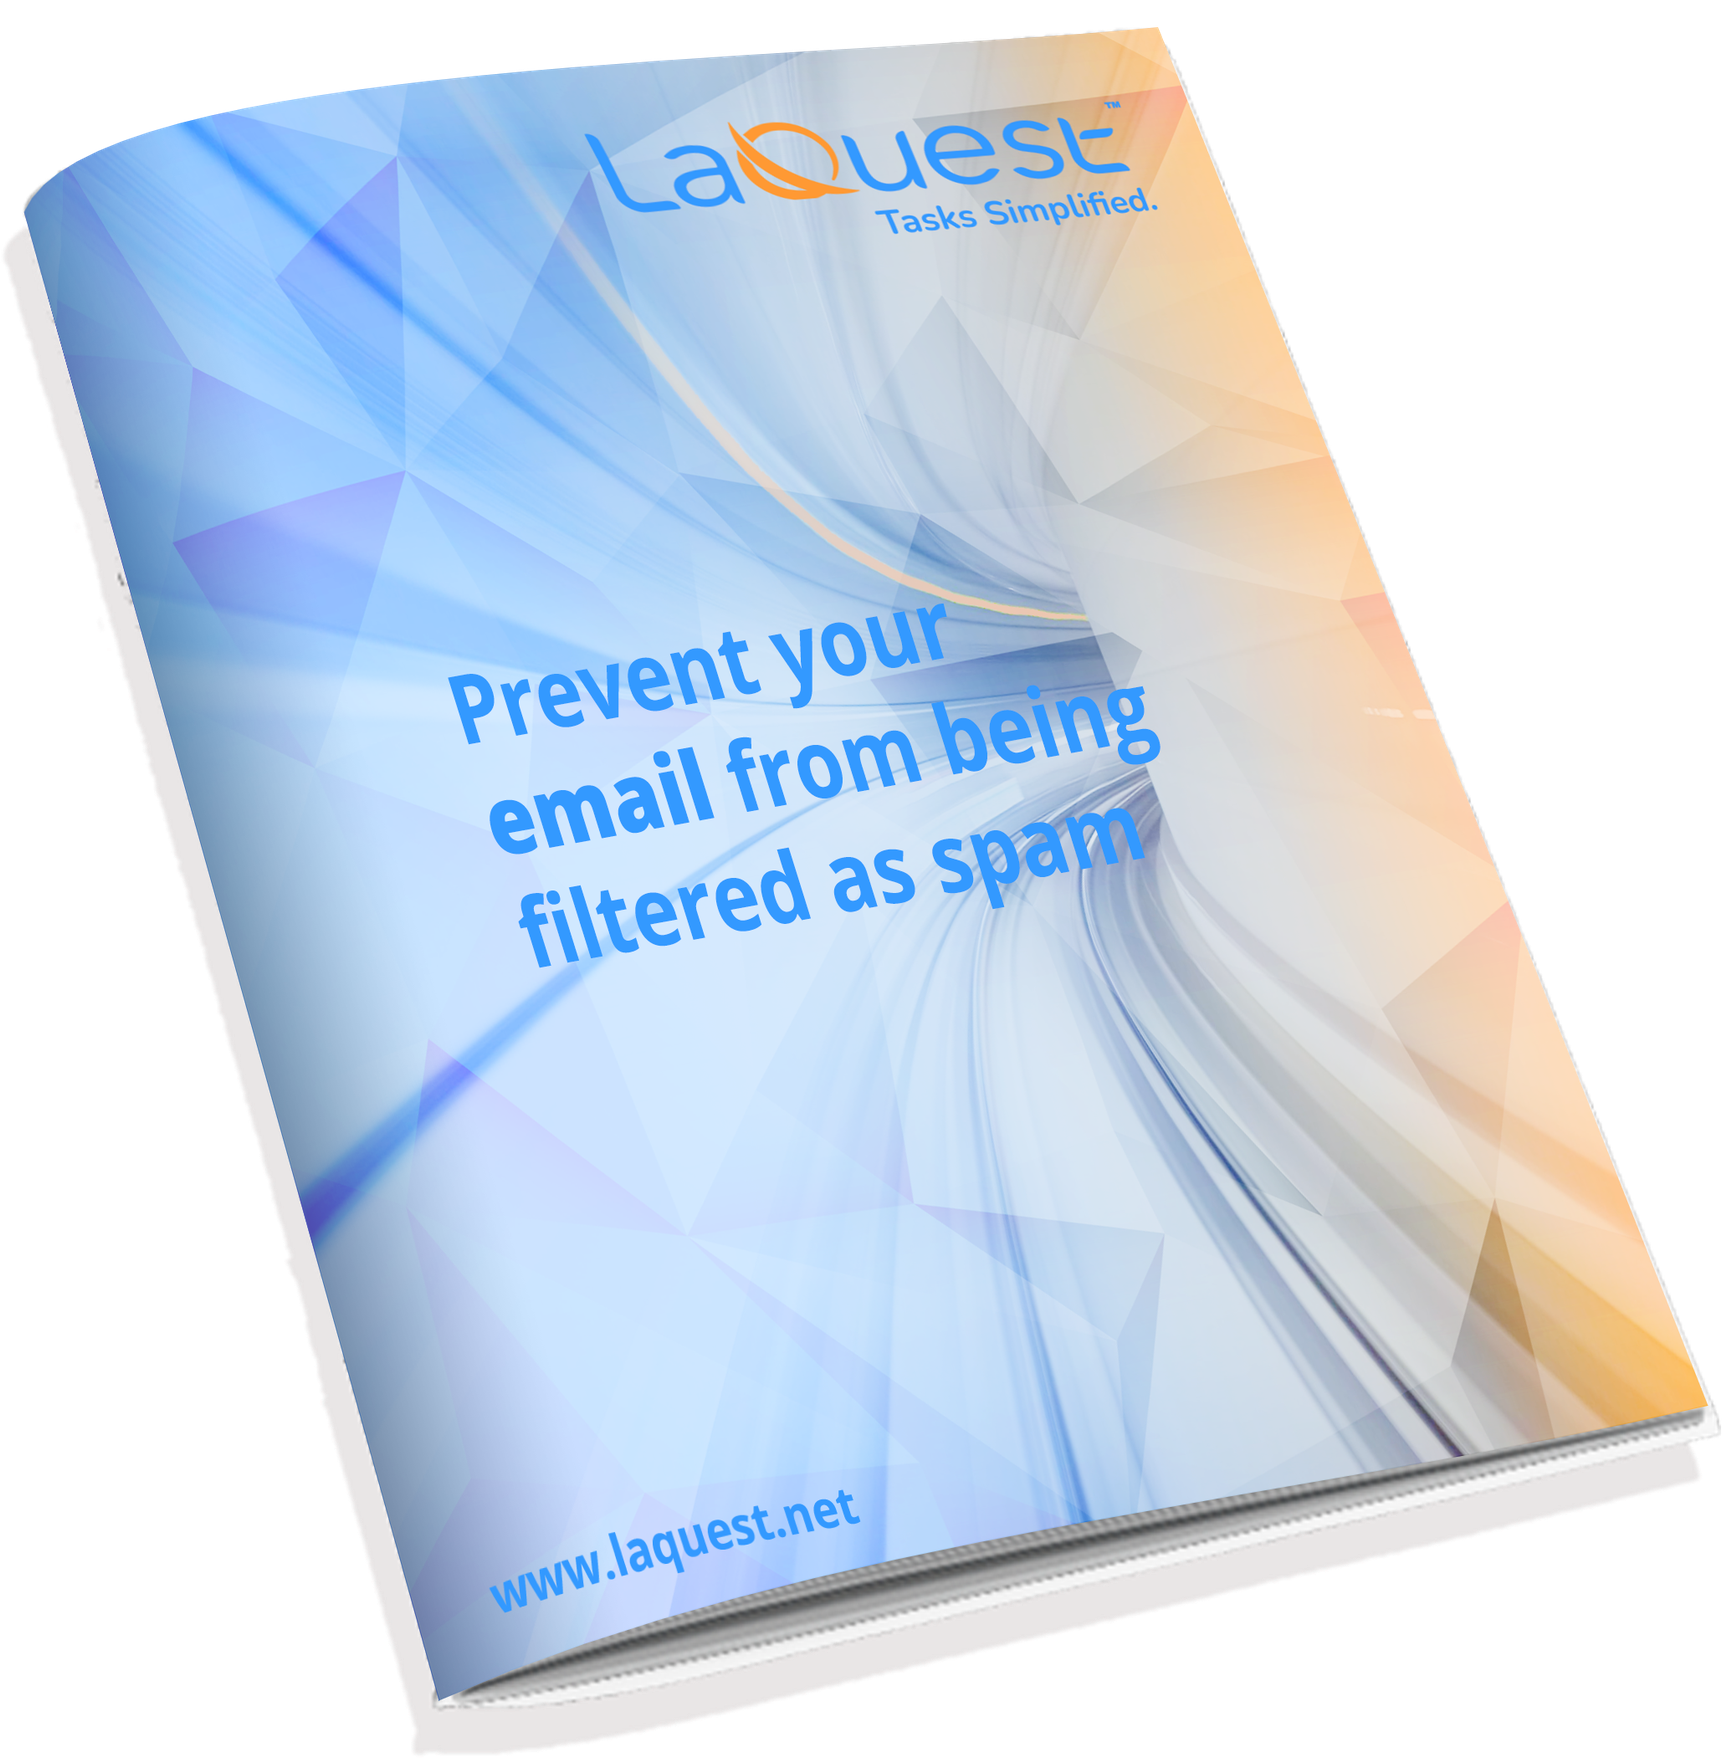 LaQuest™
Tasks Simplified.
Prevent your
email from being
filtered as spam
www.laquest.net